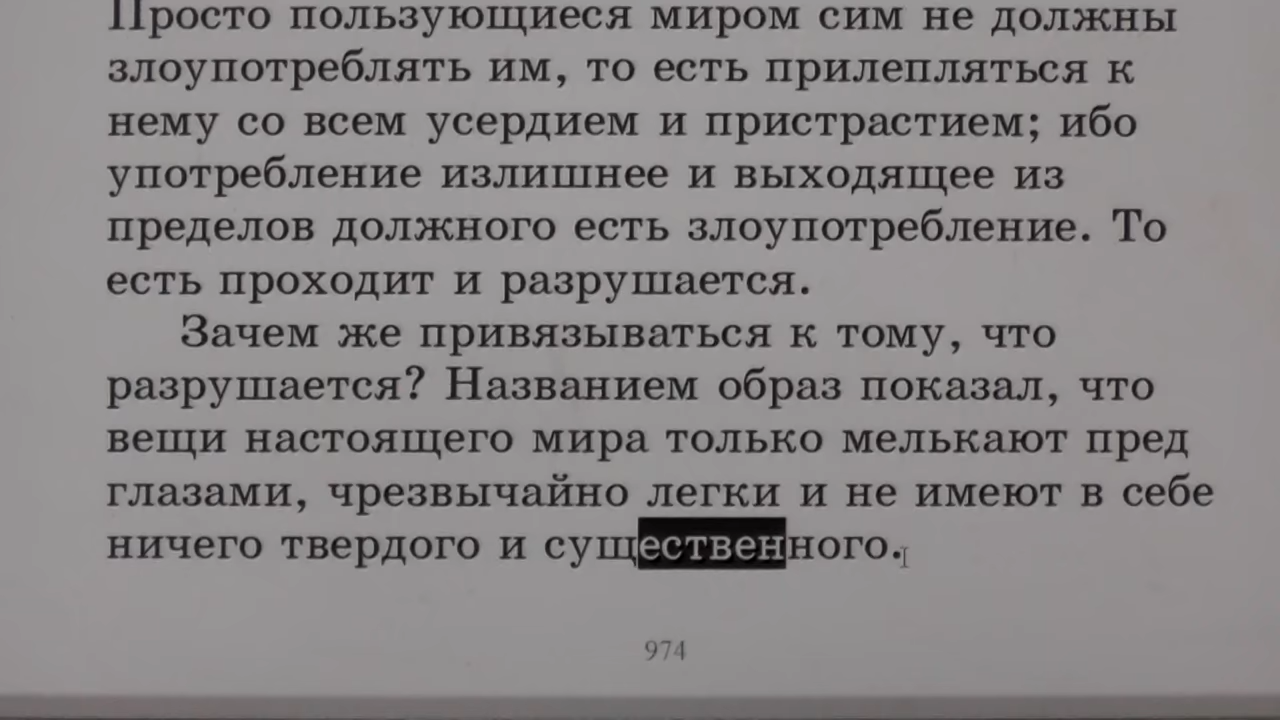 Просто пользующиеся миром сим не должны
злоупотреблять им, то есть прилепляться к
нему со всем усердием и пристрастием; ибо
употребление излишнее и выходящее из
пределов должного есть злоупотребление. То
есть проходит и разрушается.
Зачем же привязываться к тому, что
разрушается? Названием образ показал, что
вещи настоящего мира только мелькают пред
глазами, чрезвычайно легки и не имеют в себе
ничего твердого и существенного.
974